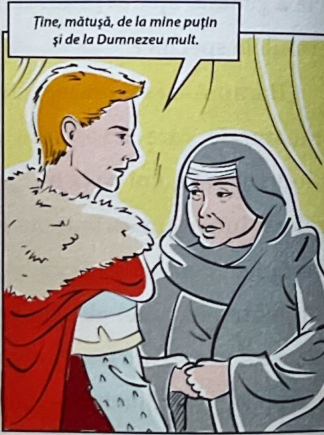 Ține, mătușă, de la mine puțin
și de la Dumnezeu mult.